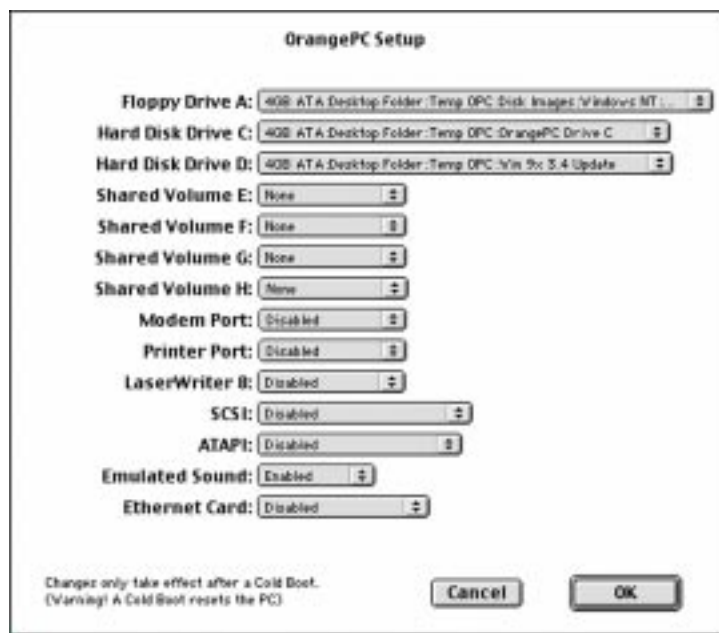 OrangePC Setup
Floppy Drive A: 4GB ATA:Desktop Folder:Temp OPC:Disk Images:Windows NT:...
Hard Disk Drive C: 4GB ATA:Desktop Folder:Temp OPC:OrangePC Drive C
Hard Disk Drive D: 4GB ATA:Desktop Folder:Temp OPC:Win 9x 3.4 Update
Shared Volume E: None
Shared Volume F: None
Shared Volume G: None
Shared Volume H: None
Modem Port: Disabled
Printer Port: Disabled
LaserWriter 8: Disabled
SCSI: Disabled
ATAPI: Disabled
Emulated Sound: Enabled
Ethernet Card: Disabled
Changes only take effect after a Cold Boot.
(Warning! A Cold Boot resets the PC)
Cancel
OK